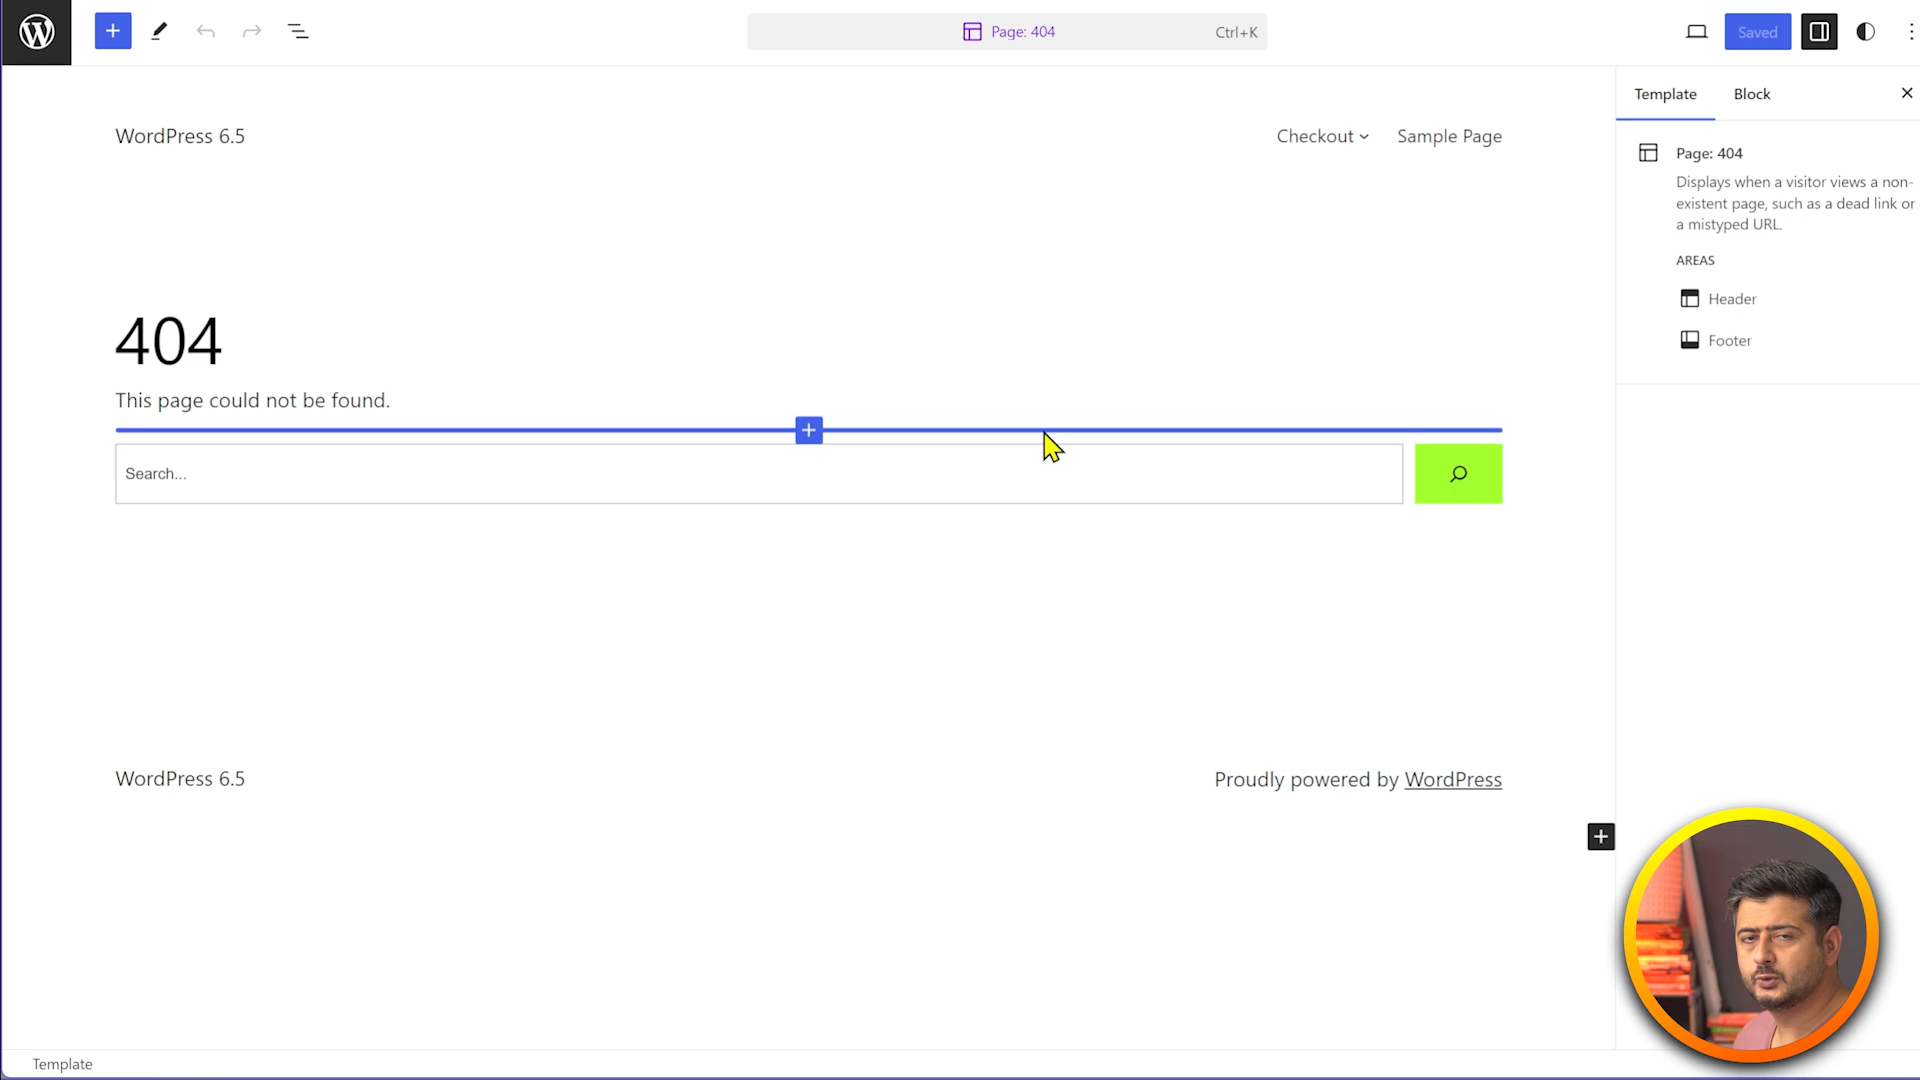 Page: 404
Ctrl+K
Saved
WordPress 6.5
Checkout
Sample Page
404
This page could not be found.
Search...
WordPress 6.5
Proudly powered by WordPress
Template
Block
Page: 404
Displays when a visitor views a non-
existent page, such as a dead link or
a mistyped URL.
AREAS
Header
Footer
Template